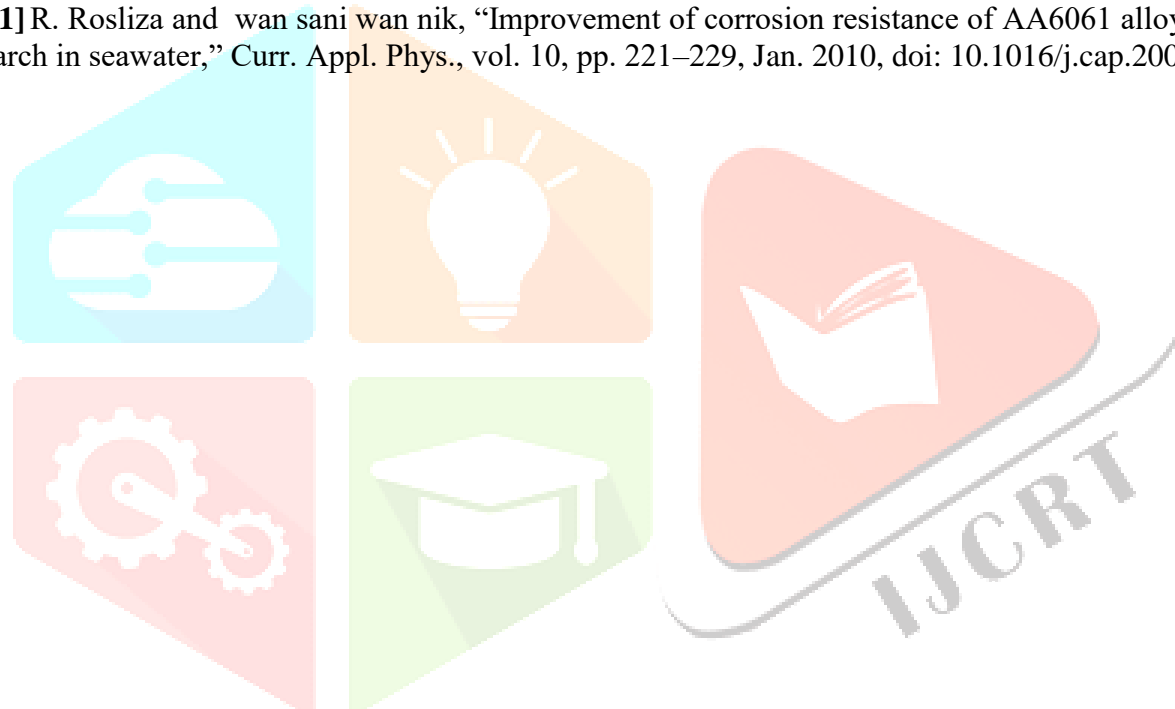 1] R. Rosliza and wan sani wan nik, “Improvement of corrosion resistance of AA6061 alloy
arch in seawater,” Curr. Appl. Phys., vol. 10, pp. 221–229, Jan. 2010, doi: 10.1016/j.cap.200
IJCRT